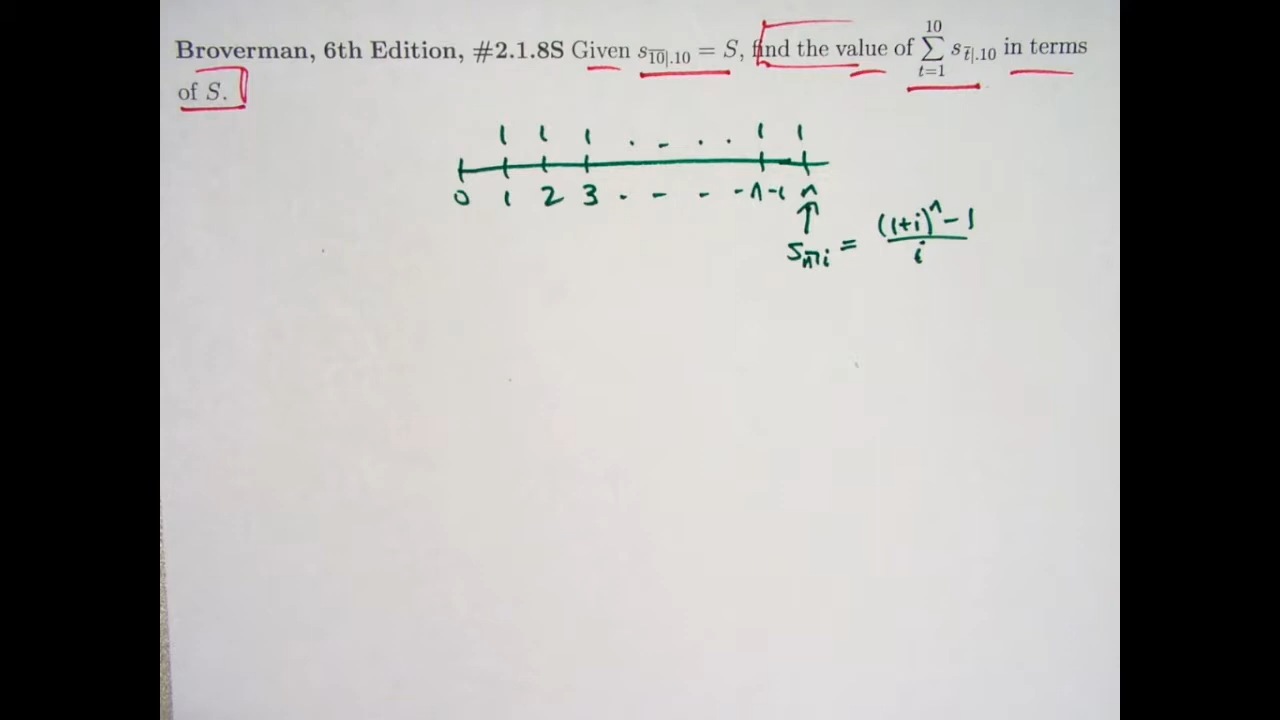 Broverman, 6th Edition, #2.1.8S Given $s_{\overline{10}|.10} = S$, find the value of $\sum_{t=1}^{10} s_{\overline{t}|.10}$ in terms
of $S$.
1 1 1 . - . . 1 1
0 1 2 3 . - - - n-1 n
↑
$s_{\overline{n}|i} = \frac{(1+i)^n - 1}{i}$